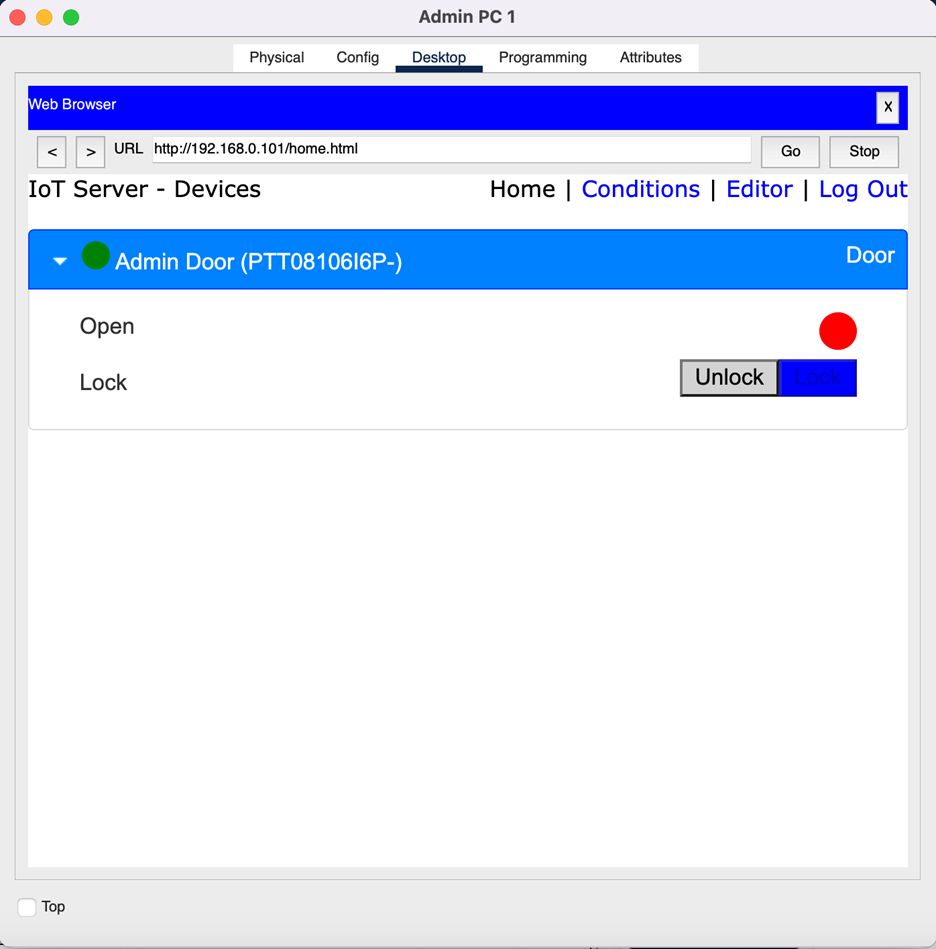 Admin PC 1
Physical Config Desktop Programming Attributes
Web Browser X
< > URL http://192.168.0.101/home.html Go Stop
IoT Server - Devices Home | Conditions | Editor | Log Out
Admin Door (PTT08106I6P-) Door
Open
Lock Unlock Lock
Top